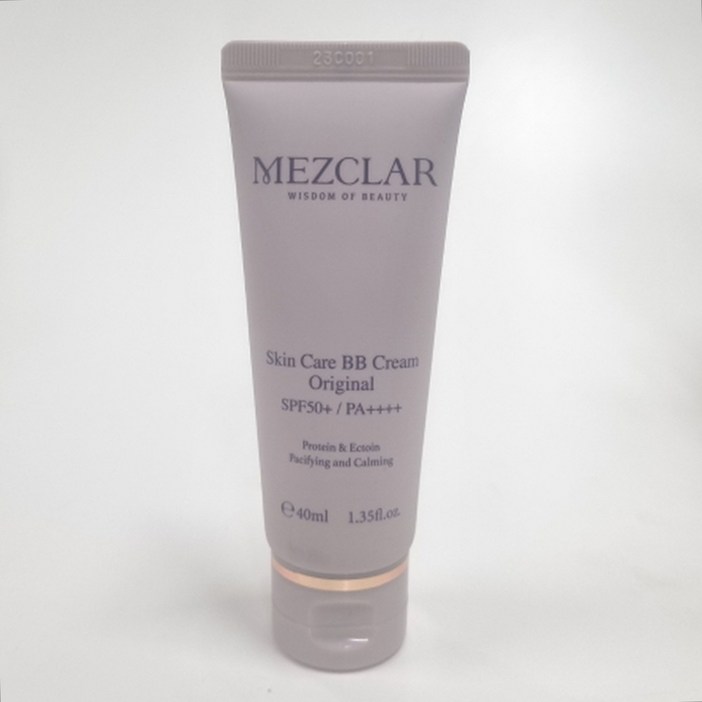 23C001
MEZCLAR
WISDOM OF BEAUTY
Skin Care BB Cream
Original
SPF50+ / PA++++
Protein & Ectoin
Pacifying and Calming
℮40ml 1.35fl.oz.